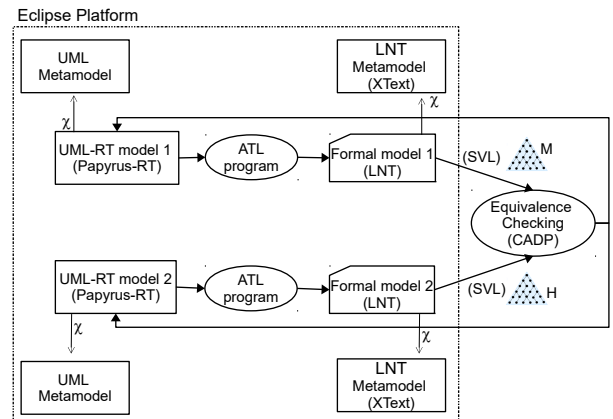 Eclipse Platform
UML
Metamodel
LNT
Metamodel
(XText)
χ
χ
UML-RT model 1
(Papyrus-RT)
ATL
program
Formal model 1
(LNT)
(SVL)
M
Equivalence
Checking
(CADP)
UML-RT model 2
(Papyrus-RT)
ATL
program
Formal model 2
(LNT)
(SVL)
H
χ
χ
UML
Metamodel
LNT
Metamodel
(XText)